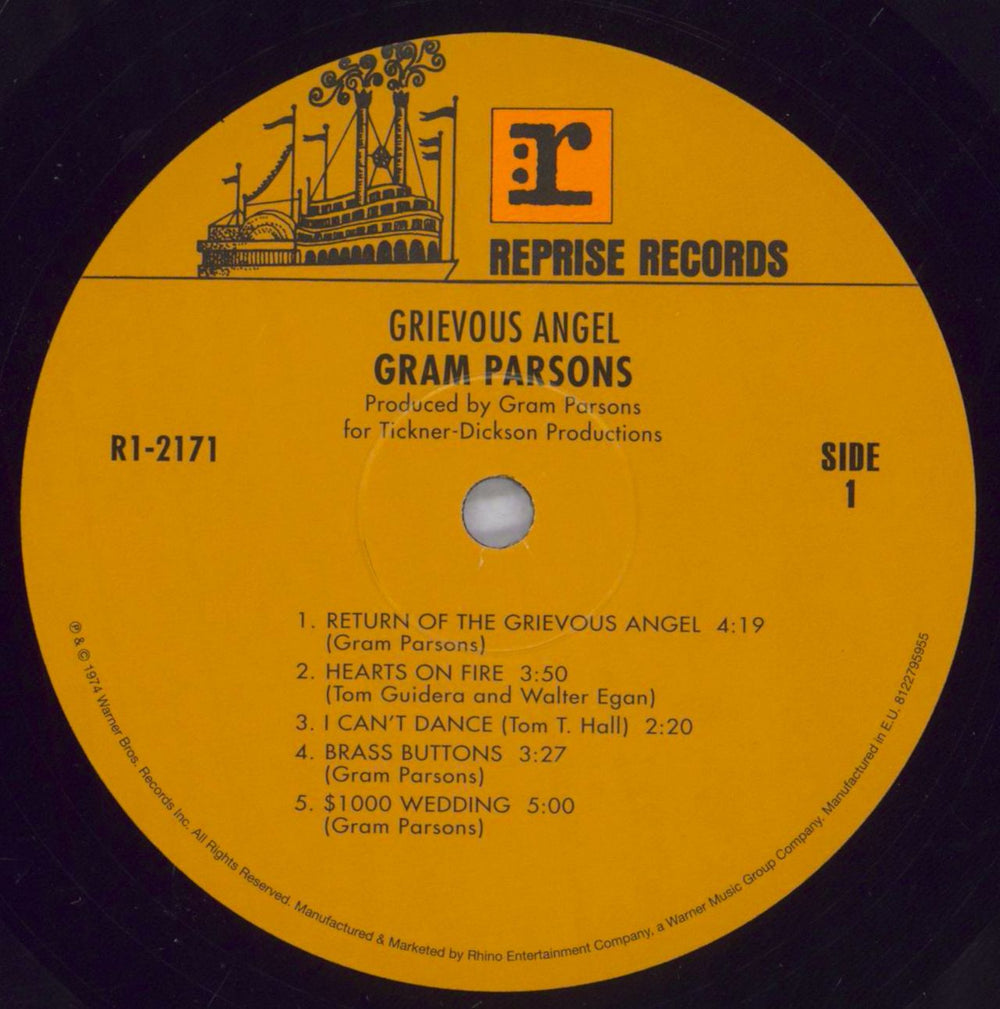 r
REPRISE RECORDS
GRIEVOUS ANGEL
GRAM PARSONS
Produced by Gram Parsons
for Tickner-Dickson Productions
R1-2171
SIDE
1
1. RETURN OF THE GRIEVOUS ANGEL 4:19
(Gram Parsons)
2. HEARTS ON FIRE 3:50
(Tom Guidera and Walter Egan)
3. I CAN'T DANCE (Tom T. Hall) 2:20
4. BRASS BUTTONS 3:27
(Gram Parsons)
5. $1000 WEDDING 5:00
(Gram Parsons)
℗ & © 1974 Warner Bros. Records Inc. All Rights Reserved. Manufactured & Marketed by Rhino Entertainment Company, a Warner Music Group Company. Manufactured in E.U. 8122795955